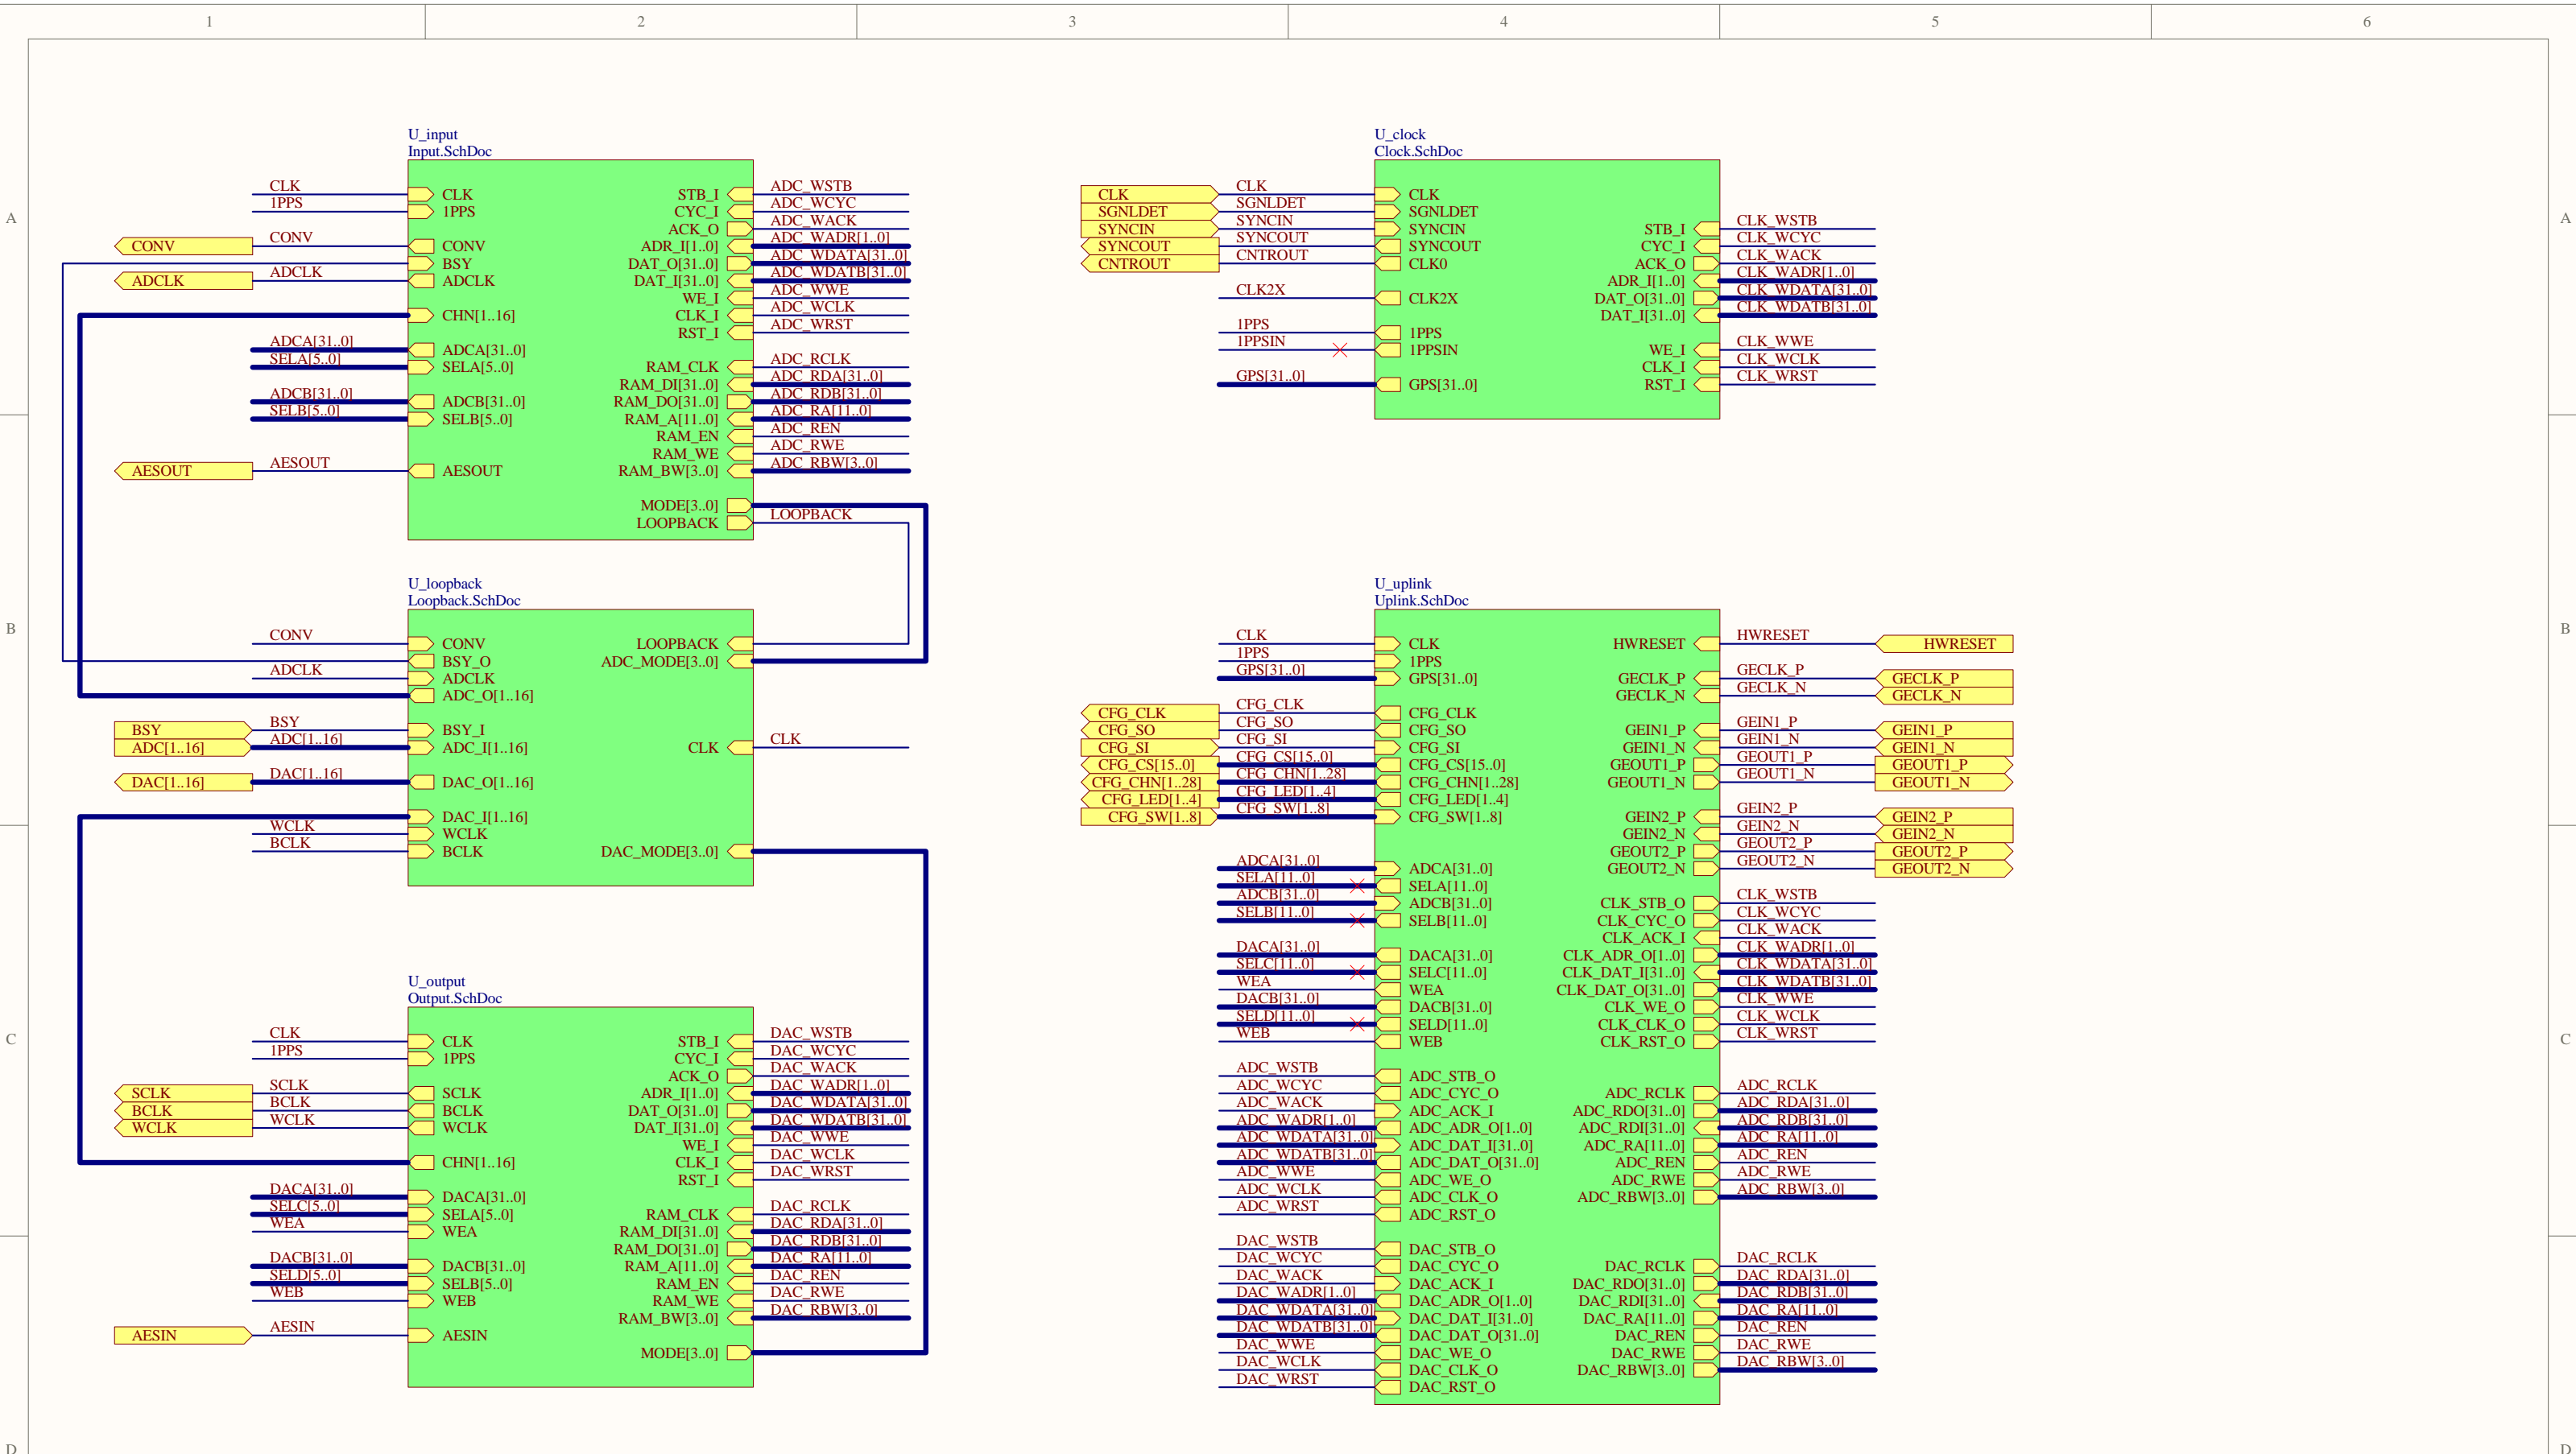 1 2 3 4 5 6
A A
B B
C C
D D
U_input
Input.SchDoc
CLK CLK STB_I ADC_WSTB
1PPS 1PPS CYC_I ADC_WCYC
ACK_O ADC_WACK
CONV CONV CONV ADR_I[1..0] ADC_WADR[1..0]
BSY DAT_O[31..0] ADC_WDATA[31..0]
ADCLK ADCLK ADCLK DAT_I[31..0] ADC_WDATB[31..0]
WE_I ADC_WWE
CHN[1..16] CLK_I ADC_WCLK
RST_I ADC_WRST
ADCA[31..0] ADCA[31..0]
SELA[5..0] SELA[5..0] RAM_CLK ADC_RCLK
RAM_DI[31..0] ADC_RDA[31..0]
ADCB[31..0] ADCB[31..0] RAM_DO[31..0] ADC_RDB[31..0]
SELB[5..0] SELB[5..0] RAM_A[11..0] ADC_RA[11..0]
RAM_EN ADC_REN
RAM_WE ADC_RWE
AESOUT AESOUT AESOUT RAM_BW[3..0] ADC_RBW[3..0]
MODE[3..0]
LOOPBACK LOOPBACK
U_loopback
Loopback.SchDoc
CONV CONV LOOPBACK
BSY_O ADC_MODE[3..0]
ADCLK ADCLK
ADC_O[1..16]
BSY BSY BSY_I
ADC[1..16] ADC[1..16] ADC_I[1..16] CLK CLK
DAC[1..16] DAC[1..16] DAC_O[1..16]
DAC_I[1..16]
WCLK WCLK
BCLK BCLK DAC_MODE[3..0]
U_output
Output.SchDoc
CLK CLK STB_I DAC_WSTB
1PPS 1PPS CYC_I DAC_WCYC
ACK_O DAC_WACK
SCLK SCLK SCLK ADR_I[1..0] DAC_WADR[1..0]
BCLK BCLK BCLK DAT_O[31..0] DAC_WDATA[31..0]
WCLK WCLK WCLK DAT_I[31..0] DAC_WDATB[31..0]
WE_I DAC_WWE
CHN[1..16] CLK_I DAC_WCLK
RST_I DAC_WRST
DACA[31..0] DACA[31..0]
SELC[5..0] SELA[5..0] RAM_CLK DAC_RCLK
WEA WEA RAM_DI[31..0] DAC_RDA[31..0]
RAM_DO[31..0] DAC_RDB[31..0]
DACB[31..0] DACB[31..0] RAM_A[11..0] DAC_RA[11..0]
SELD[5..0] SELB[5..0] RAM_EN DAC_REN
WEB WEB RAM_WE DAC_RWE
RAM_BW[3..0] DAC_RBW[3..0]
AESIN AESIN AESIN
MODE[3..0]
U_clock
Clock.SchDoc
CLK CLK CLK
SGNLDET SGNLDET SGNLDET
SYNCIN SYNCIN SYNCIN STB_I CLK_WSTB
SYNCOUT SYNCOUT SYNCOUT CYC_I CLK_WCYC
CNTROUT CNTROUT CLK0 ACK_O CLK_WACK
ADR_I[1..0] CLK_WADR[1..0]
CLK2X CLK2X DAT_O[31..0] CLK_WDATA[31..0]
DAT_I[31..0] CLK_WDATB[31..0]
1PPS 1PPS
1PPSIN 1PPSIN WE_I CLK_WWE
CLK_I CLK_WCLK
GPS[31..0] GPS[31..0] RST_I CLK_WRST
U_uplink
Uplink.SchDoc
CLK CLK HWRESET HWRESET HWRESET
1PPS 1PPS
GPS[31..0] GPS[31..0] GECLK_P GECLK_P GECLK_P
GECLK_N GECLK_N GECLK_N
CFG_CLK CFG_CLK CFG_CLK
CFG_SO CFG_SO CFG_SO GEIN1_P GEIN1_P GEIN1_P
CFG_SI CFG_SI CFG_SI GEIN1_N GEIN1_N GEIN1_N
CFG_CS[15..0] CFG_CS[15..0] CFG_CS[15..0] GEOUT1_P GEOUT1_P GEOUT1_P
CFG_CHN[1..28] CFG_CHN[1..28] CFG_CHN[1..28] GEOUT1_N GEOUT1_N GEOUT1_N
CFG_LED[1..4] CFG_LED[1..4] CFG_LED[1..4]
CFG_SW[1..8] CFG_SW[1..8] CFG_SW[1..8] GEIN2_P GEIN2_P GEIN2_P
GEIN2_N GEIN2_N GEIN2_N
GEOUT2_P GEOUT2_P GEOUT2_P
ADCA[31..0] ADCA[31..0] GEOUT2_N GEOUT2_N GEOUT2_N
SELA[11..0] SELA[11..0]
ADCB[31..0] ADCB[31..0] CLK_STB_O CLK_WSTB
SELB[11..0] SELB[11..0] CLK_CYC_O CLK_WCYC
CLK_ACK_I CLK_WACK
DACA[31..0] DACA[31..0] CLK_ADR_O[1..0] CLK_WADR[1..0]
SELC[11..0] SELC[11..0] CLK_DAT_I[31..0] CLK_WDATA[31..0]
WEA WEA CLK_DAT_O[31..0] CLK_WDATB[31..0]
DACB[31..0] DACB[31..0] CLK_WE_O CLK_WWE
SELD[11..0] SELD[11..0] CLK_CLK_O CLK_WCLK
WEB WEB CLK_RST_O CLK_WRST
ADC_WSTB ADC_STB_O
ADC_WCYC ADC_CYC_O ADC_RCLK ADC_RCLK
ADC_WACK ADC_ACK_I ADC_RDO[31..0] ADC_RDA[31..0]
ADC_WADR[1..0] ADC_ADR_O[1..0] ADC_RDI[31..0] ADC_RDB[31..0]
ADC_WDATA[31..0] ADC_DAT_I[31..0] ADC_RA[11..0] ADC_RA[11..0]
ADC_WDATB[31..0] ADC_DAT_O[31..0] ADC_REN ADC_REN
ADC_WWE ADC_WE_O ADC_RWE ADC_RWE
ADC_WCLK ADC_CLK_O ADC_RBW[3..0] ADC_RBW[3..0]
ADC_WRST ADC_RST_O
DAC_WSTB DAC_STB_O
DAC_WCYC DAC_CYC_O DAC_RCLK DAC_RCLK
DAC_WACK DAC_ACK_I DAC_RDO[31..0] DAC_RDA[31..0]
DAC_WADR[1..0] DAC_ADR_O[1..0] DAC_RDI[31..0] DAC_RDB[31..0]
DAC_WDATA[31..0] DAC_DAT_I[31..0] DAC_RA[11..0] DAC_RA[11..0]
DAC_WDATB[31..0] DAC_DAT_O[31..0] DAC_REN DAC_REN
DAC_WWE DAC_WE_O DAC_RWE DAC_RWE
DAC_WCLK DAC_CLK_O DAC_RBW[3..0] DAC_RBW[3..0]
DAC_WRST DAC_RST_O